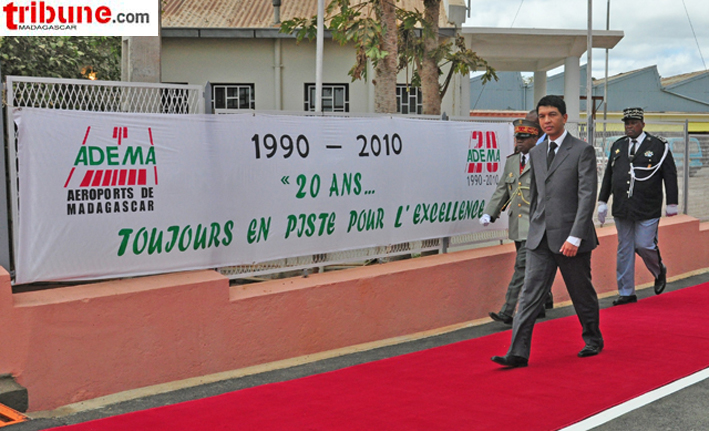 tribune.com
MADAGASCAR
ADEMA
AEROPORTS DE
MADAGASCAR
1990 – 2010
« 20 ANS...
TOUJOURS EN PISTE POUR L'EXCELLENCE
20
ADEMA
1990-2010